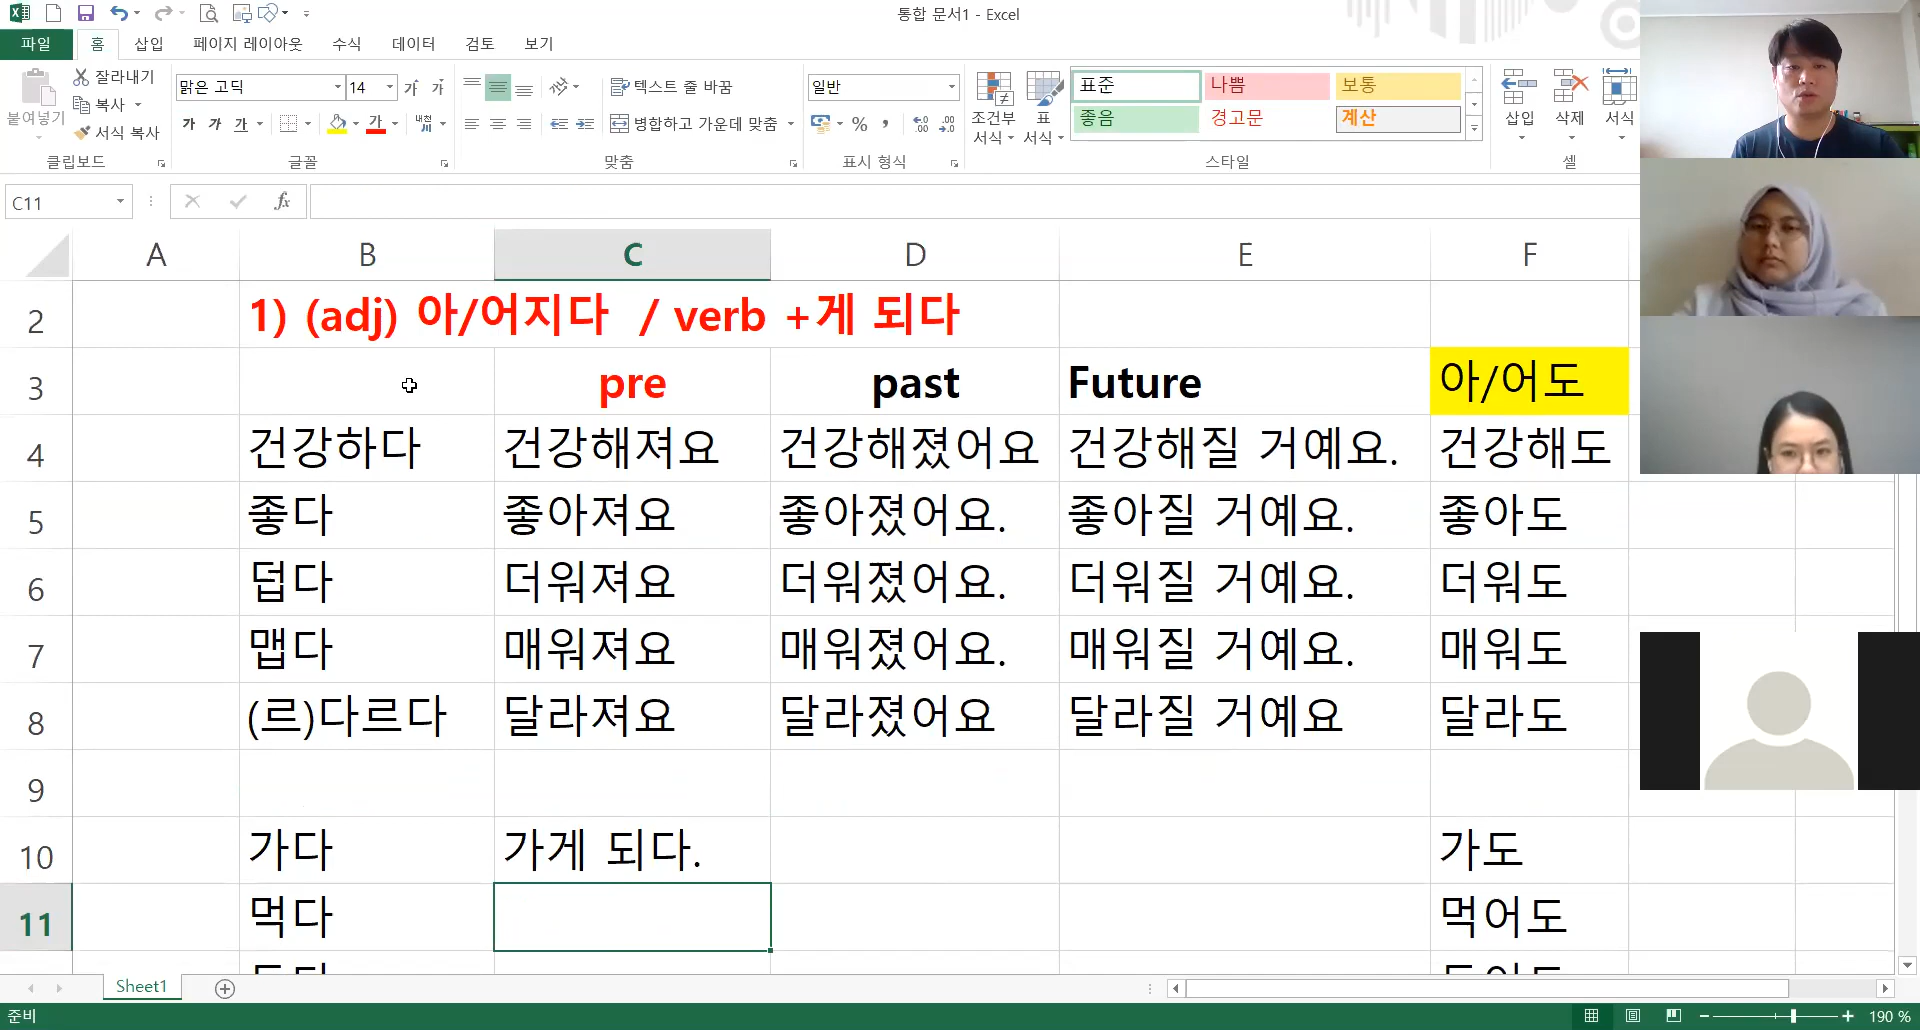 통합 문서1 - Excel
파일 홈 삽입 페이지 레이아웃 수식 데이터 검토 보기
잘라내기
복사
서식 복사
붙여넣기
클립보드
맑은 고딕 14 가 가
가 가 가 가 내천
글꼴
텍스트 줄 바꿈
병합하고 가운데 맞춤
맞춤
일반
% , .00
표시 형식
조건부 서식
표 서식
표준 나쁨 보통
좋음 경고문 계산
스타일
삽입 삭제 서식
셀
C11 fx
A B C D E F
2 1) (adj) 아/어지다 / verb +게 되다
3 pre past Future 아/어도
4 건강하다 건강해져요 건강해졌어요 건강해질 거예요. 건강해도
5 좋다 좋아져요 좋아졌어요. 좋아질 거예요. 좋아도
6 덥다 더워져요 더워졌어요. 더워질 거예요. 더워도
7 맵다 매워져요 매워졌어요. 매워질 거예요. 매워도
8 (르)다르다 달라져요 달라졌어요 달라질 거예요 달라도
9
10 가다 가게 되다. 가도
11 먹다 먹어도
Sheet1
준비 190 %